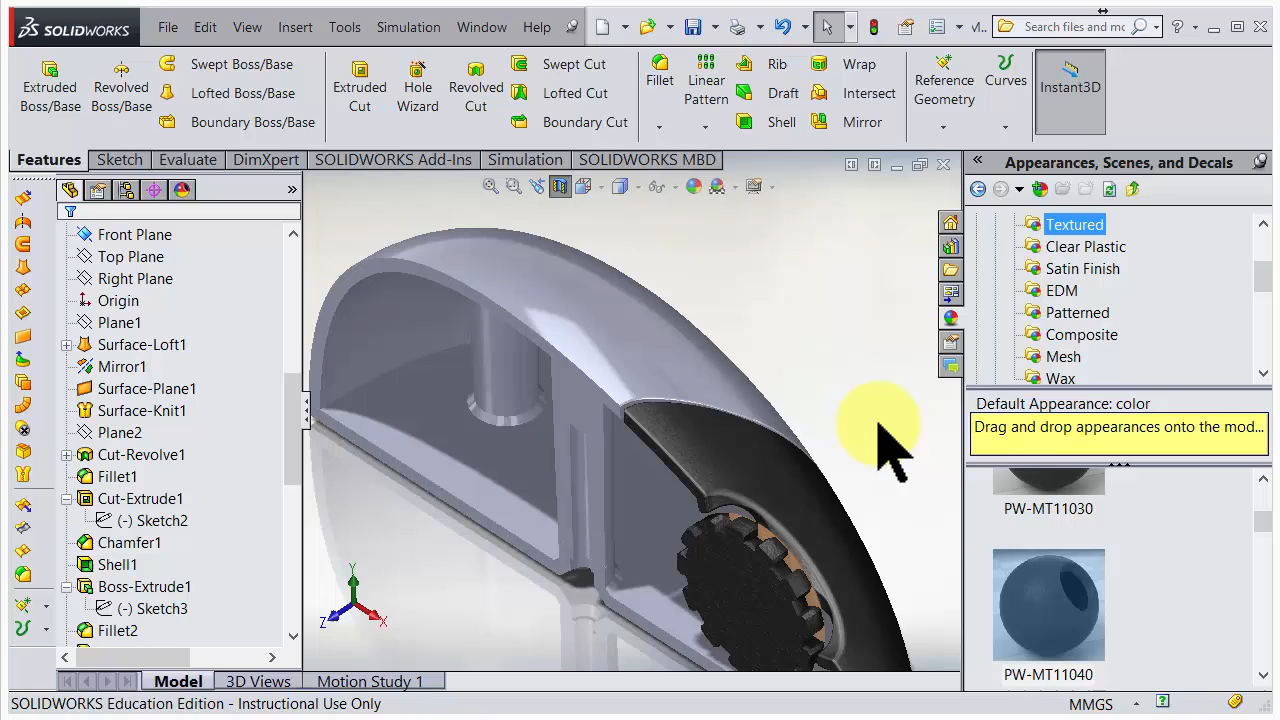 SOLIDWORKS
File Edit View Insert Tools Simulation Window Help
Search files and mc
Extruded Boss/Base
Revolved Boss/Base
Swept Boss/Base
Lofted Boss/Base
Boundary Boss/Base
Extruded Cut
Hole Wizard
Revolved Cut
Swept Cut
Lofted Cut
Boundary Cut
Fillet
Linear Pattern
Rib
Draft
Shell
Wrap
Intersect
Mirror
Reference Geometry
Curves
Instant3D
Features Sketch Evaluate DimXpert SOLIDWORKS Add-Ins Simulation SOLIDWORKS MBD
Front Plane
Top Plane
Right Plane
Origin
Plane1
Surface-Loft1
Mirror1
Surface-Plane1
Surface-Knit1
Plane2
Cut-Revolve1
Fillet1
Cut-Extrude1
(-) Sketch2
Chamfer1
Shell1
Boss-Extrude1
(-) Sketch3
Fillet2
Y
Z
X
Appearances, Scenes, and Decals
Textured
Clear Plastic
Satin Finish
EDM
Patterned
Composite
Mesh
Wax
Default Appearance: color
Drag and drop appearances onto the mod...
PW-MT11030
PW-MT11040
Model 3D Views Motion Study 1
SOLIDWORKS Education Edition - Instructional Use Only
MMGS